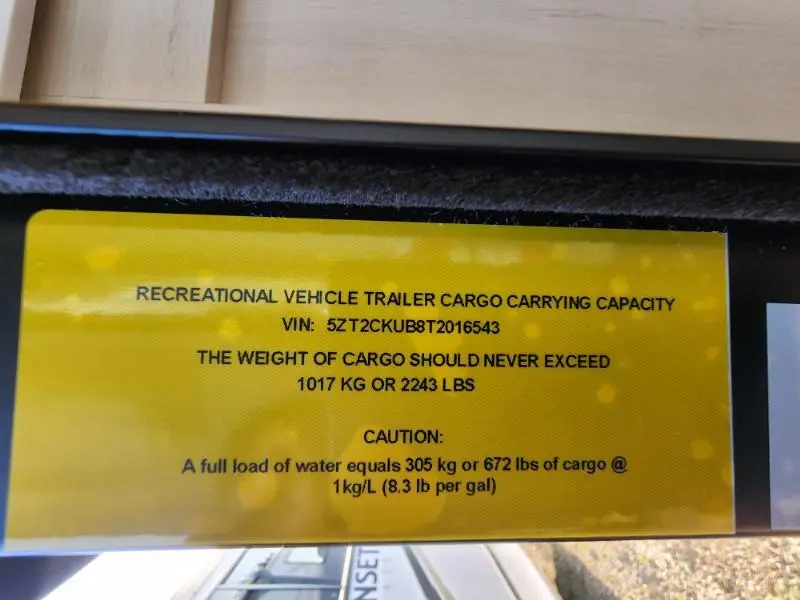 RECREATIONAL VEHICLE TRAILER CARGO CARRYING CAPACITY
VIN: 5ZT2CKUB8T2016543
THE WEIGHT OF CARGO SHOULD NEVER EXCEED
1017 KG OR 2243 LBS
CAUTION:
A full load of water equals 305 kg or 672 lbs of cargo @
1kg/L (8.3 lb per gal)
NSET